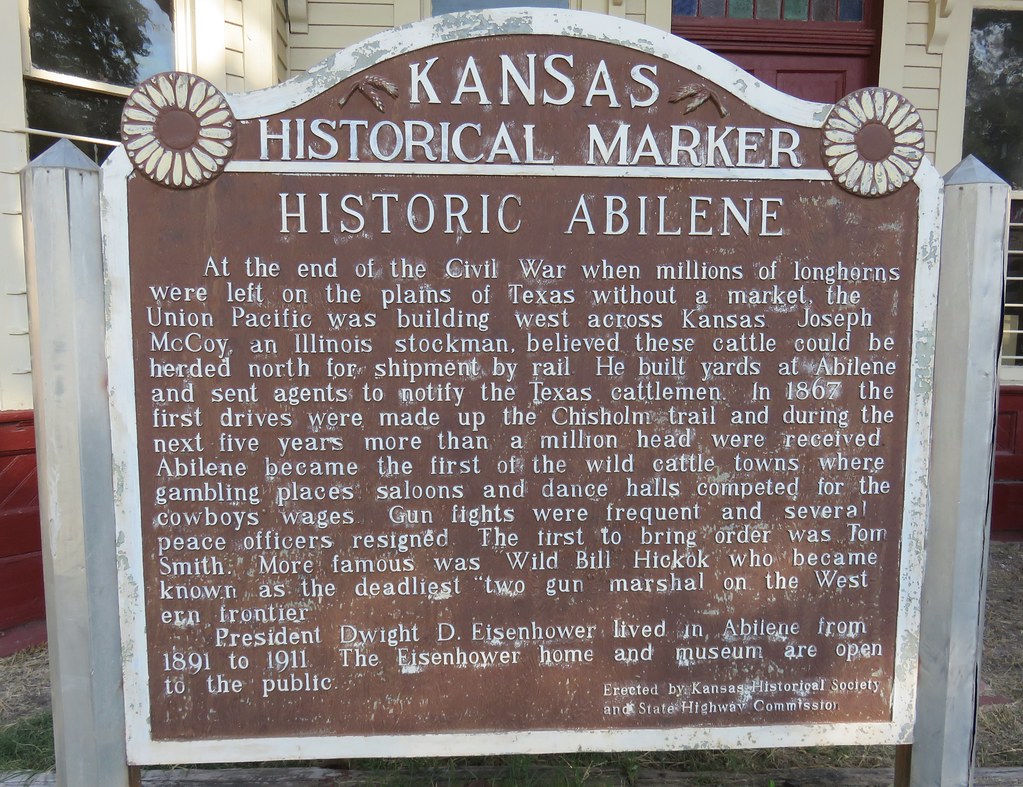 KANSAS
HISTORICAL MARKER
HISTORIC ABILENE
At the end of the Civil War when millions of longhorns
were left on the plains of Texas without a market, the
Union Pacific was building west across Kansas Joseph
McCoy, an Illinois stockman, believed these cattle could be
herded north for shipment by rail He built yards at Abilene
and sent agents to notify the Texas cattlemen. In 1867 the
first drives were made up the Chisholm trail and during the
next five years more than a million head were received
Abilene became the first of the wild cattle towns where
gambling places saloons and dance halls competed for the
cowboys wages Gun fights were frequent and several
peace officers resigned The first to bring order was Tom
Smith. More famous was Wild Bill Hickok who became
known as the deadliest "two gun marshal on the West
ern frontier
President Dwight D. Eisenhower lived in Abilene from
1891 to 1911. The Eisenhower home and museum are open
to the public.
Erected by Kansas Historical Society
and State Highway Commission